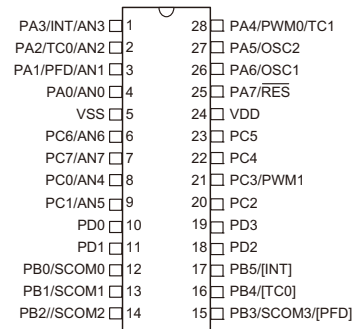 PA3/INT/AN3 1 28 PA4/PWM0/TC1
PA2/TC0/AN2 2 27 PA5/OSC2
PA1/PFD/AN1 3 26 PA6/OSC1
PA0/AN0 4 25 PA7/RES
VSS 5 24 VDD
PC6/AN6 6 23 PC5
PC7/AN7 7 22 PC4
PC0/AN4 8 21 PC3/PWM1
PC1/AN5 9 20 PC2
PD0 10 19 PD3
PD1 11 18 PD2
PB0/SCOM0 12 17 PB5/[INT]
PB1/SCOM1 13 16 PB4/[TC0]
PB2//SCOM2 14 15 PB3/SCOM3/[PFD]